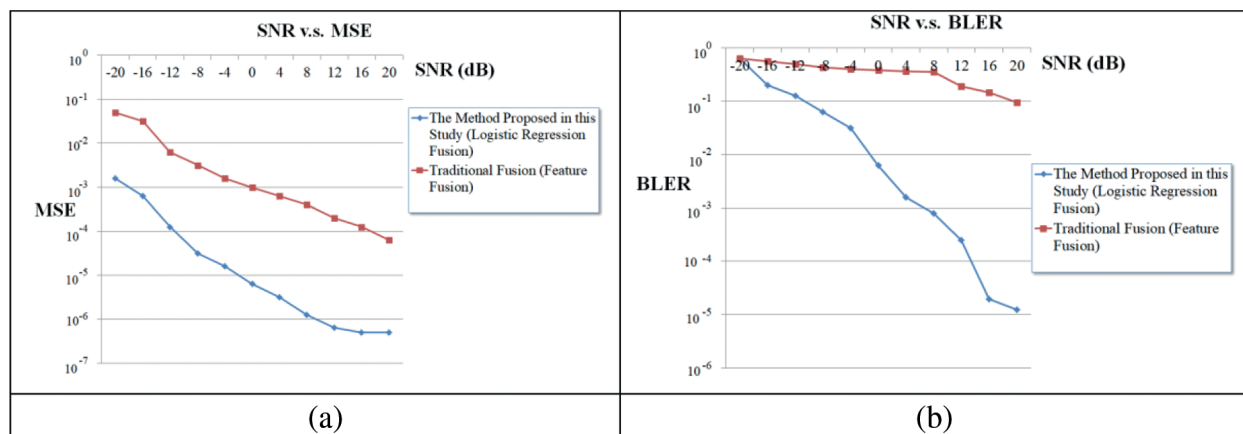 SNR v.s. MSE
10^0
-20 -16 -12 -8 -4 0 4 8 12 16 20
SNR (dB)
10^-1
10^-2
10^-3
10^-4
10^-5
10^-6
10^-7
MSE
The Method Proposed in this
Study (Logistic Regression
Fusion)
Traditional Fusion (Feature
Fusion)
(a)
SNR v.s. BLER
10^0
-20 -16 -12 -8 -4 0 4 8 12 16 20
SNR (dB)
10^-1
10^-2
10^-3
10^-4
10^-5
10^-6
BLER
The Method Proposed in this
Study (Logistic Regression
Fusion)
Traditional Fusion (Feature
Fusion)
(b)